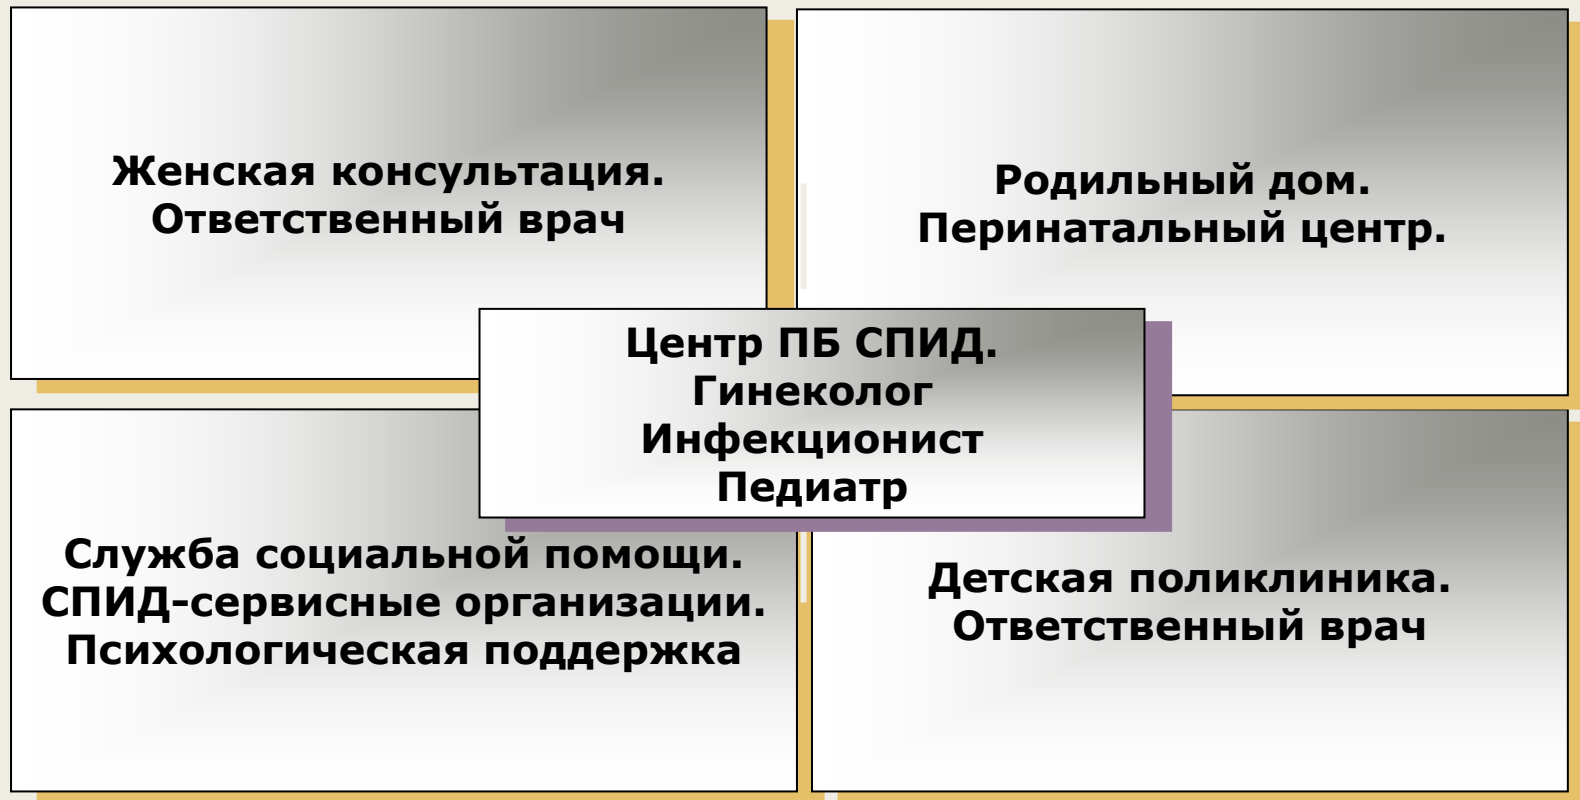 Женская консультация.
Ответственный врач
Родильный дом.
Перинатальный центр.
Центр ПБ СПИД.
Гинеколог
Инфекционист
Педиатр
Служба социальной помощи.
СПИД–сервисные организации.
Психологическая поддержка
Детская поликлиника.
Ответственный врач